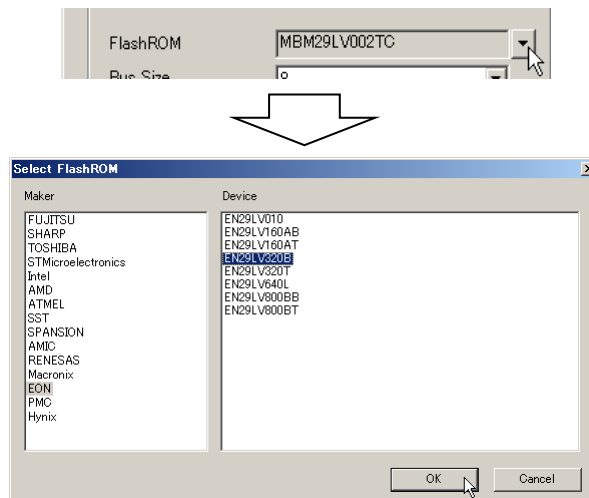 FlashROM MBM29LV002TC
Bus Size 8
Select FlashROM
Maker Device
FUJITSU
SHARP
TOSHIBA
STMicroelectronics
Intel
AMD
ATMEL
SST
SPANSION
AMIC
RENESAS
Macronix
EON
PMC
Hynix
EN29LV010
EN29LV160AB
EN29LV160AT
EN29LV320B
EN29LV320T
EN29LV640L
EN29LV800BB
EN29LV800BT
OK Cancel